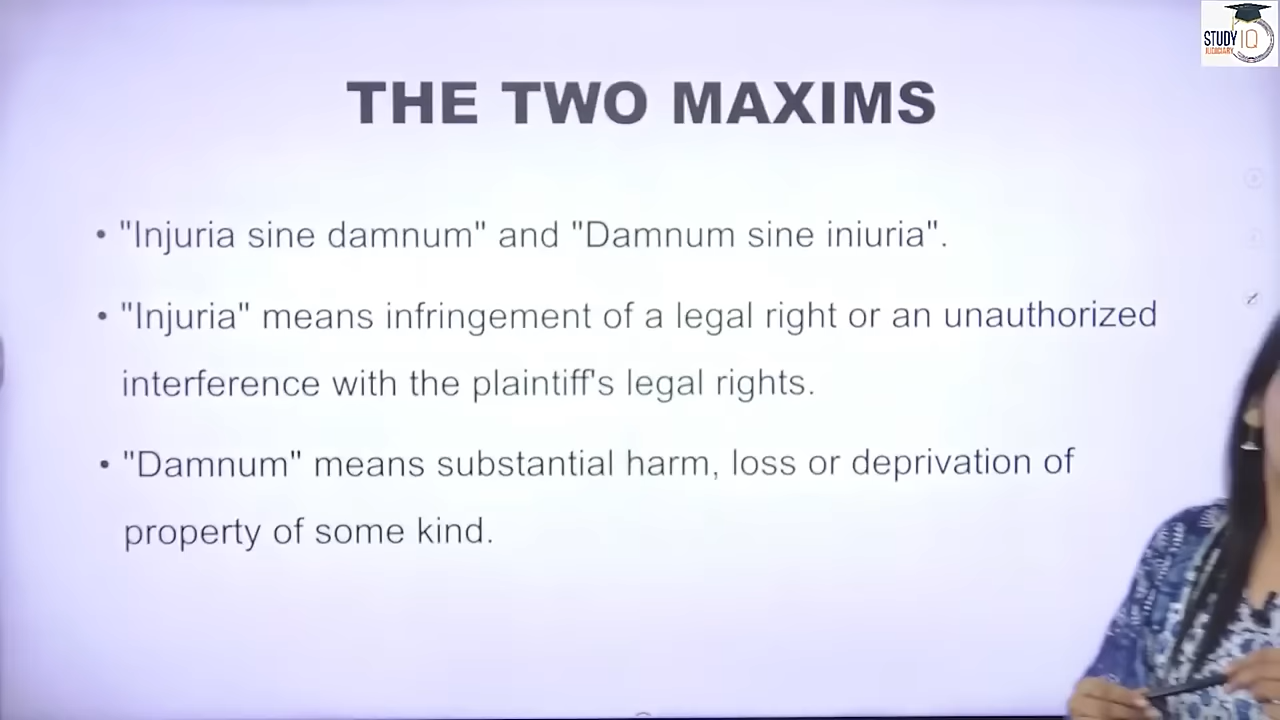 STUDY IQ
JUDICIARY
THE TWO MAXIMS
• "Injuria sine damnum" and "Damnum sine iniuria".
• "Injuria" means infringement of a legal right or an unauthorized
interference with the plaintiff's legal rights.
• "Damnum" means substantial harm, loss or deprivation of
property of some kind.